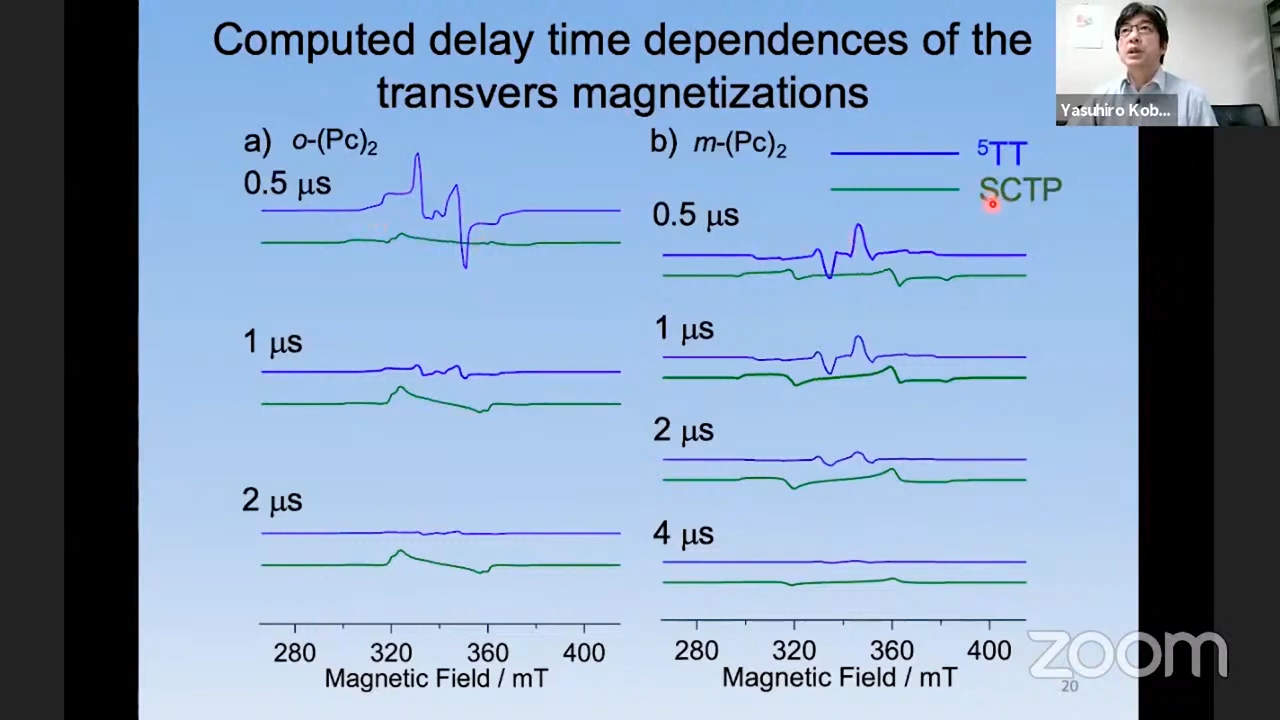 Computed delay time dependences of the
transvers magnetizations
Yasuhiro Kob...
a) o-(Pc)₂
0.5 μs
1 μs
2 μs
280 320 360 400
Magnetic Field / mT
b) m-(Pc)₂
⁵TT
SCTP
0.5 μs
1 μs
2 μs
4 μs
280 320 360 400
Magnetic Field / mT
zoom
20